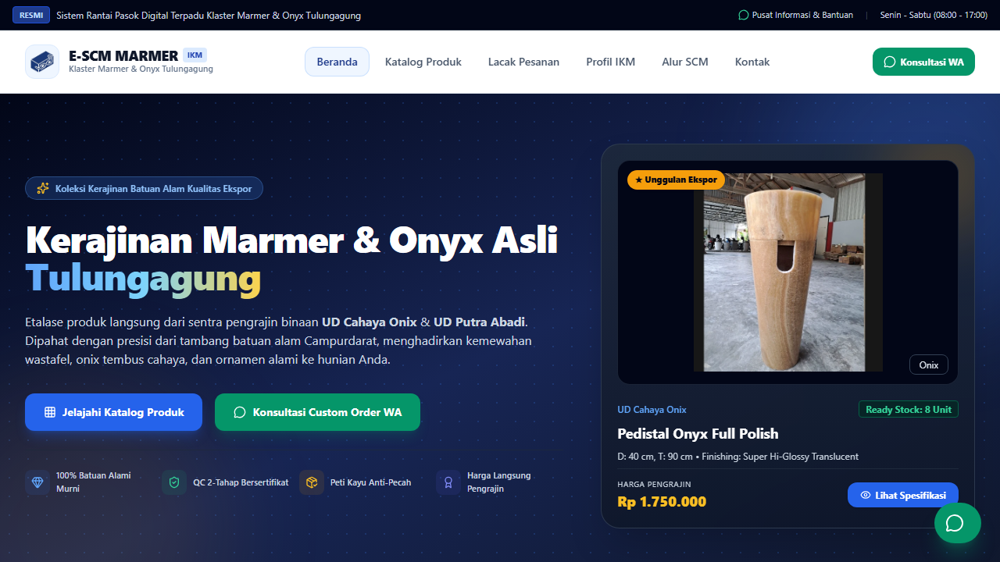 RESMI Sistem Rantai Pasok Digital Terpadu Klaster Marmer & Onyx Tulungagung
Pusat Informasi & Bantuan | Senin - Sabtu (08:00 - 17:00)
E-SCM MARMER IKM
Klaster Marmer & Onyx Tulungagung
Beranda
Katalog Produk
Lacak Pesanan
Profil IKM
Alur SCM
Kontak
Konsultasi WA
Koleksi Kerajinan Batuan Alam Kualitas Ekspor
Kerajinan Marmer & Onyx Asli
Tulungagung
Etalase produk langsung dari sentra pengrajin binaan UD Cahaya Onix & UD Putra Abadi.
Dipahat dengan presisi dari tambang batuan alam Campurdarat, menghadirkan kemewahan
wastafel, onix tembus cahaya, dan ornamen alami ke hunian Anda.
Jelajahi Katalog Produk
Konsultasi Custom Order WA
100% Batuan Alami
Murni
QC 2-Tahap Bersertifikat
Peti Kayu Anti-Pecah
Harga Langsung
Pengrajin
★ Unggulan Ekspor
Onix
UD Cahaya Onix
Ready Stock: 8 Unit
Pedistal Onyx Full Polish
D: 40 cm, T: 90 cm • Finishing: Super Hi-Glossy Translucent
HARGA PENGRAJIN
Rp 1.750.000
Lihat Spesifikasi